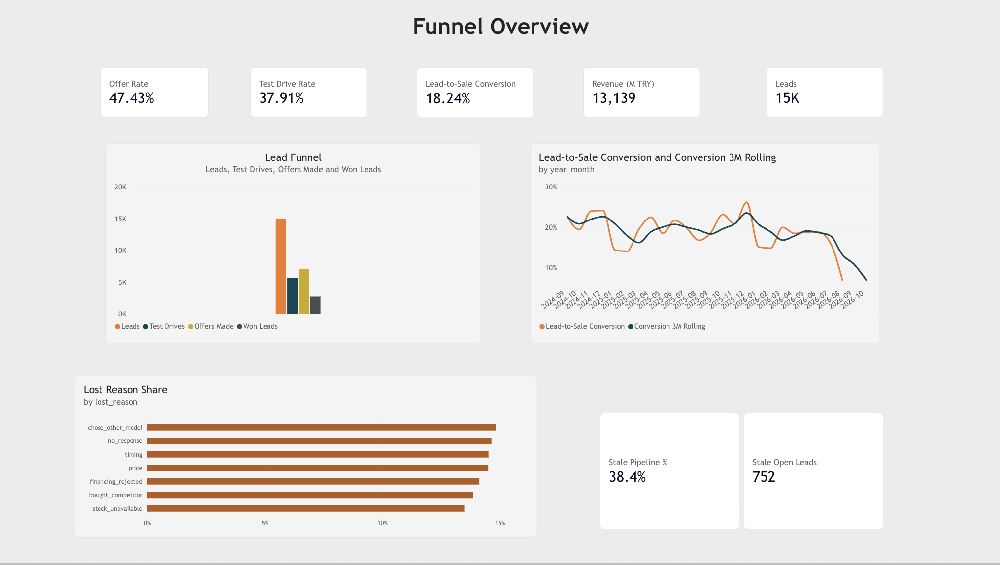 Funnel Overview
Offer Rate
47.43%
Test Drive Rate
37.91%
Lead-to-Sale Conversion
18.24%
Revenue (M TRY)
13,139
Leads
15K
Lead Funnel
Leads, Test Drives, Offers Made and Won Leads
20K
15K
10K
5K
0K
Leads Test Drives Offers Made Won Leads
Lead-to-Sale Conversion and Conversion 3M Rolling
by year_month
30%
20%
10%
2024-09 2024-10 2024-11 2024-12 2025-01 2025-02 2025-03 2025-04 2025-05 2025-06 2025-07 2025-08 2025-09 2025-10 2025-11 2025-12 2026-01 2026-02 2026-03 2026-04 2026-05 2026-06 2026-07 2026-08 2026-09 2026-10
Lead-to-Sale Conversion Conversion 3M Rolling
Lost Reason Share
by lost_reason
chose_other_model
no_response
timing
price
financing_rejected
bought_competitor
stock_unavailable
0% 5% 10% 15%
Stale Pipeline %
38.4%
Stale Open Leads
752